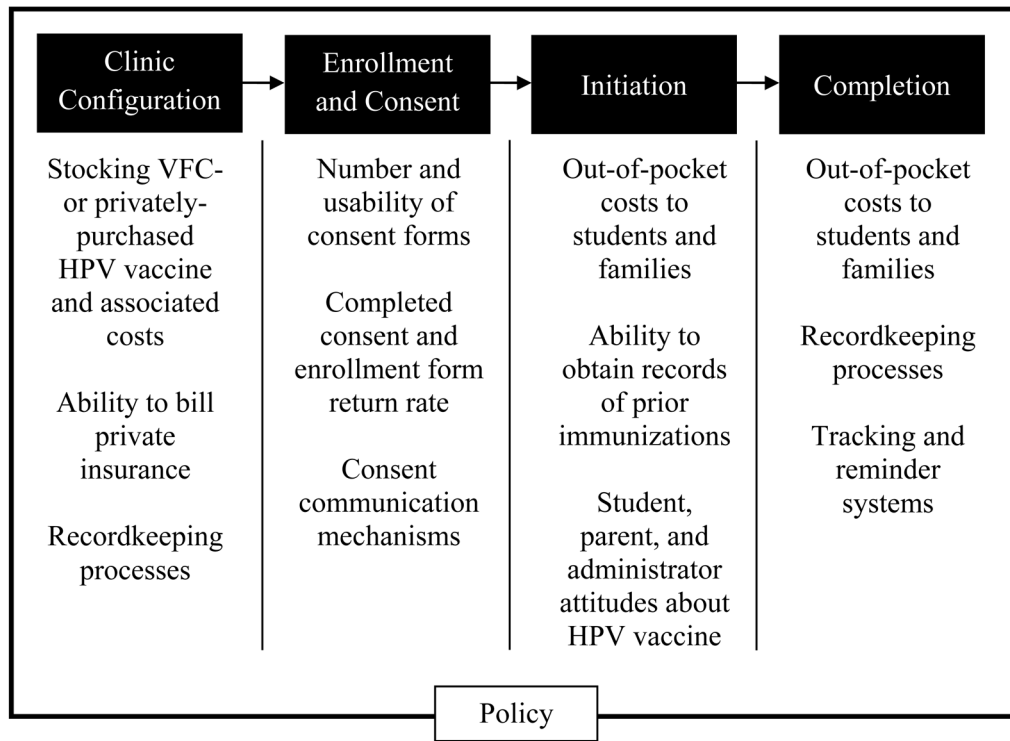 Clinic
Configuration
Enrollment
and Consent
Initiation
Completion
Stocking VFC-
or privately-
purchased
HPV vaccine
and associated
costs
Ability to bill
private
insurance
Recordkeeping
processes
Number and
usability of
consent forms
Completed
consent and
enrollment form
return rate
Consent
communication
mechanisms
Out-of-pocket
costs to
students and
families
Ability to
obtain records
of prior
immunizations
Student,
parent, and
administrator
attitudes about
HPV vaccine
Out-of-pocket
costs to
students and
families
Recordkeeping
processes
Tracking and
reminder
systems
Policy